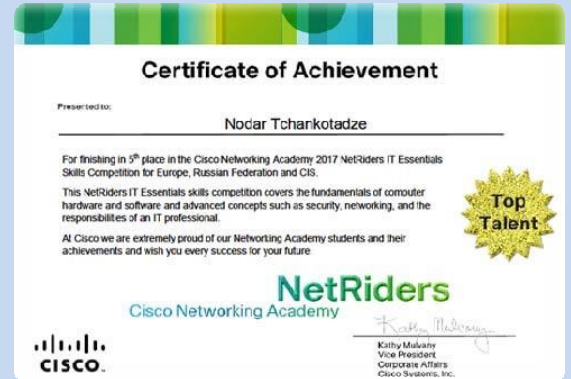 Certificate of Achievement
Presented to:
Nodar Tchankotadze
For finishing in 5th place in the Cisco Networking Academy 2017 NetRiders IT Essentials
Skills Competition for Europe, Russian Federation and CIS.
This NetRiders IT Essentials skills competition covers the fundamentals of computer
hardware and software and advanced concepts such as security, networking, and the
responsibilities of an IT professional.
At Cisco we are extremely proud of our Networking Academy students and their
achievements and wish you every success for your future
Top
Talent
NetRiders
Cisco Networking Academy
Kathy Mulvany
Kathy Mulvany
Vice President
Corporate Affairs
Cisco Systems, Inc.
CISCO